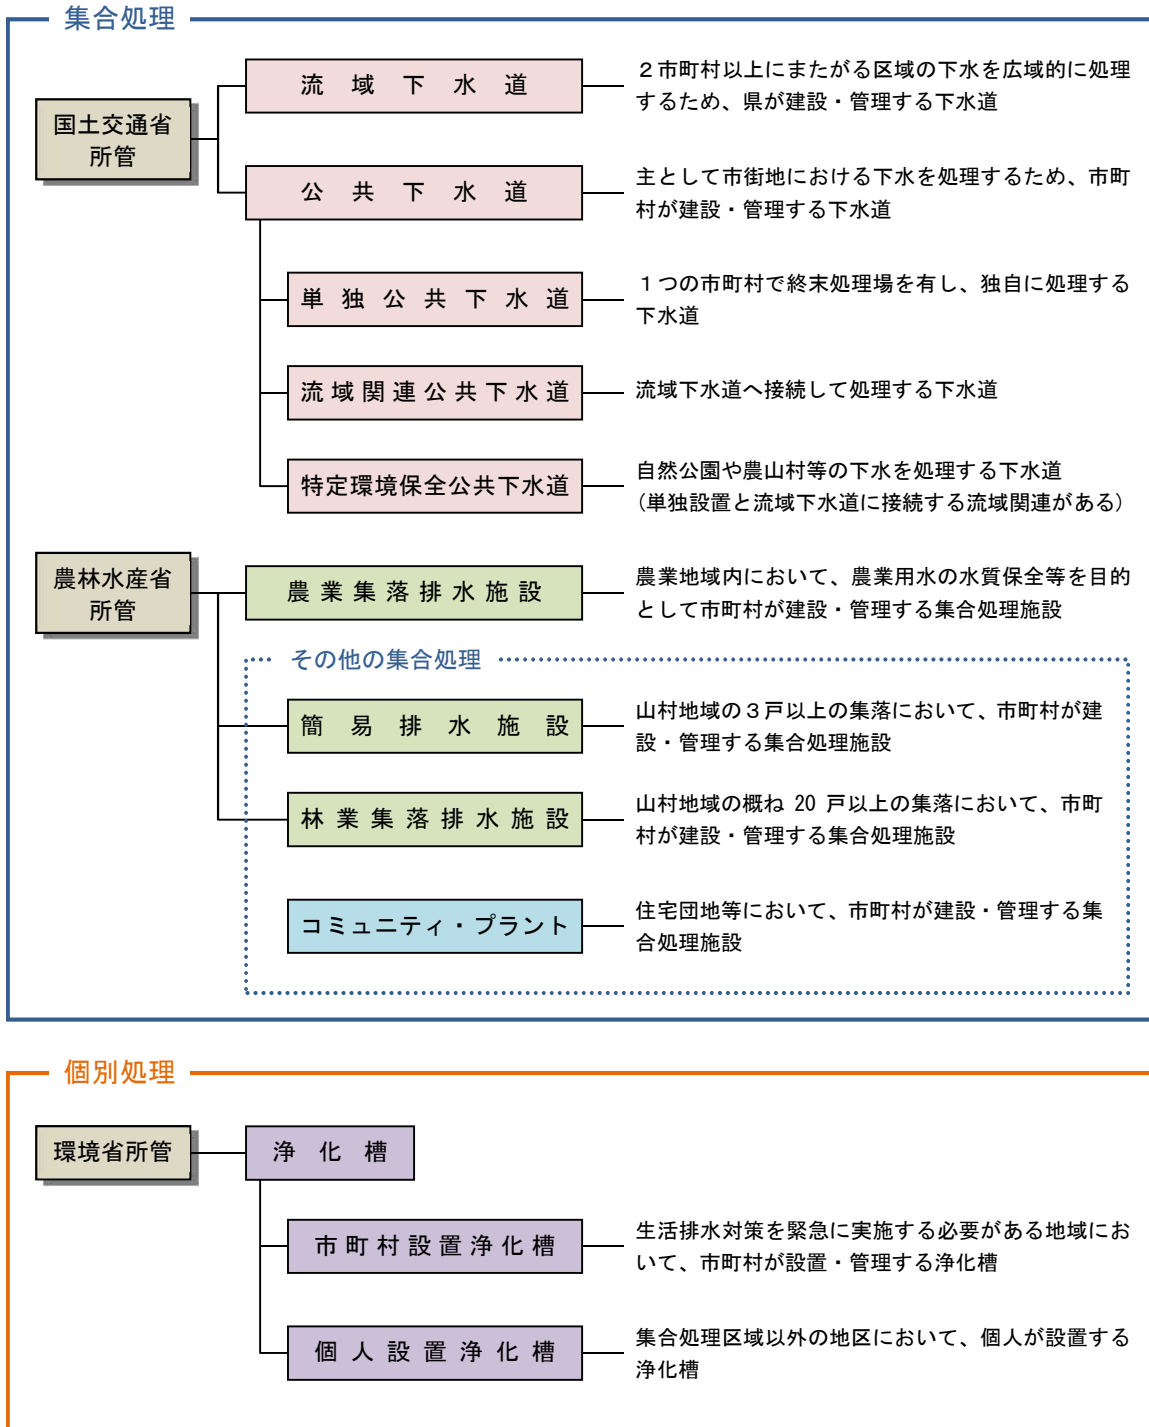 集合処理
流域下水道
２市町村以上にまたがる区域の下水を広域的に処理
するため、県が建設・管理する下水道
国土交通省
所管
公共下水道
主として市街地における下水を処理するため、市町
村が建設・管理する下水道
単独公共下水道
１つの市町村で終末処理場を有し、独自に処理する
下水道
流域関連公共下水道
流域下水道へ接続して処理する下水道
特定環境保全公共下水道
自然公園や農山村等の下水を処理する下水道
(単独設置と流域下水道に接続する流域関連がある)
農林水産省
所管
農業集落排水施設
農業地域内において、農業用水の水質保全等を目的
として市町村が建設・管理する集合処理施設
その他の集合処理
簡易排水施設
山村地域の３戸以上の集落において、市町村が建
設・管理する集合処理施設
林業集落排水施設
山村地域の概ね 20 戸以上の集落において、市町
村が建設・管理する集合処理施設
コミュニティ・プラント
住宅団地等において、市町村が建設・管理する集
合処理施設
個別処理
環境省所管
浄化槽
市町村設置浄化槽
生活排水対策を緊急に実施する必要がある地域にお
いて、市町村が設置・管理する浄化槽
個人設置浄化槽
集合処理区域以外の地区において、個人が設置する
浄化槽